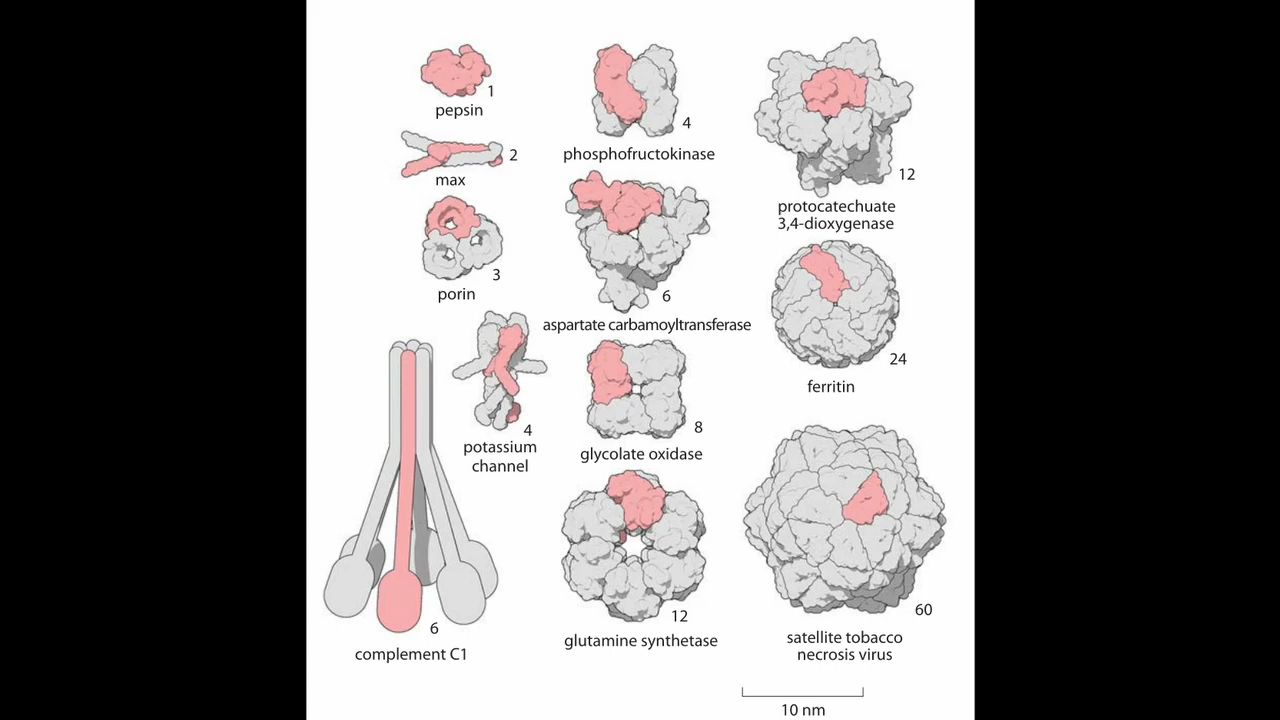 1
pepsin
2
max
3
porin
4
potassium
channel
6
complement C1
4
phosphofructokinase
6
aspartate carbamoyltransferase
8
glycolate oxidase
12
glutamine synthetase
12
protocatechuate
3,4-dioxygenase
24
ferritin
60
satellite tobacco
necrosis virus
10 nm